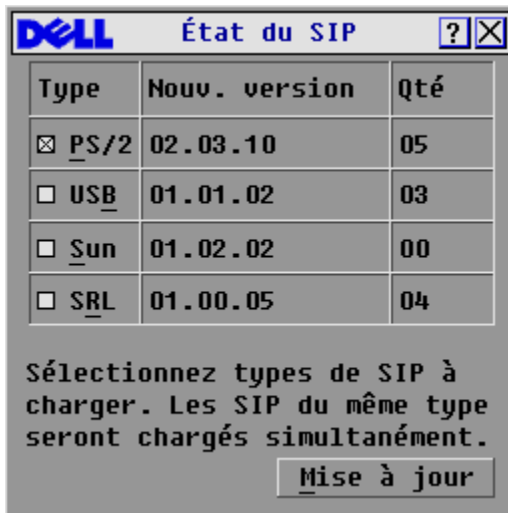 DELL État du SIP ? X
Type Nouv. version Qté
☒ PS/2 02.03.10 05
☐ USB 01.01.02 03
☐ Sun 01.02.02 00
☐ SRL 01.00.05 04
Sélectionnez types de SIP à
charger. Les SIP du même type
seront chargés simultanément.
Mise à jour